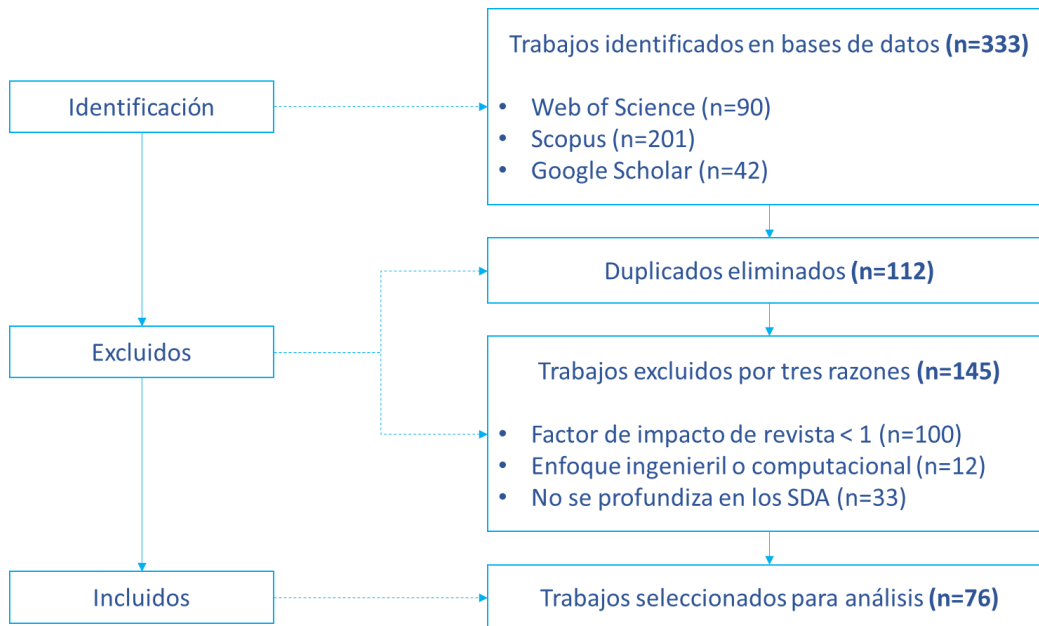 Identificación
Trabajos identificados en bases de datos (n=333)
• Web of Science (n=90)
• Scopus (n=201)
• Google Scholar (n=42)
Excluidos
Duplicados eliminados (n=112)
Trabajos excluidos por tres razones (n=145)
• Factor de impacto de revista < 1 (n=100)
• Enfoque ingenieril o computacional (n=12)
• No se profundiza en los SDA (n=33)
Incluidos
Trabajos seleccionados para análisis (n=76)